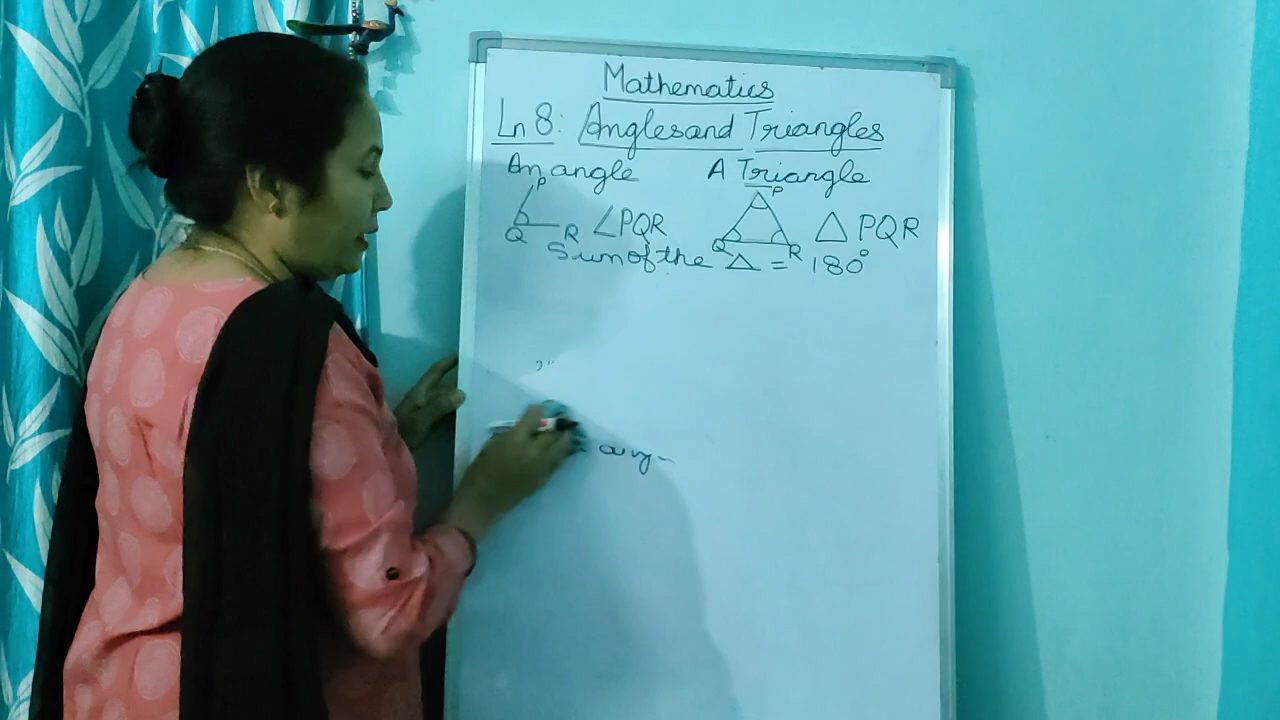 Mathematics
Ln 8: Angles and Triangles
An angle A Triangle
P P
∠PQR △ PQR
Q R Q R
Sum of the △ = 180°